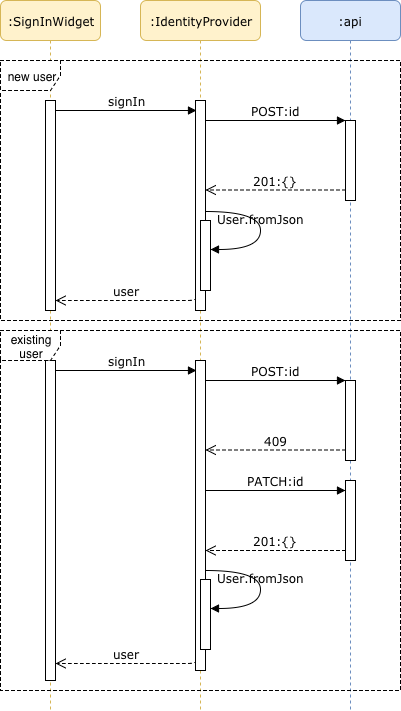 :SignInWidget
:IdentityProvider
:api
new user
signIn
POST:id
201:{}
User.fromJson
user
existing
user
signIn
POST:id
409
PATCH:id
201:{}
User.fromJson
user